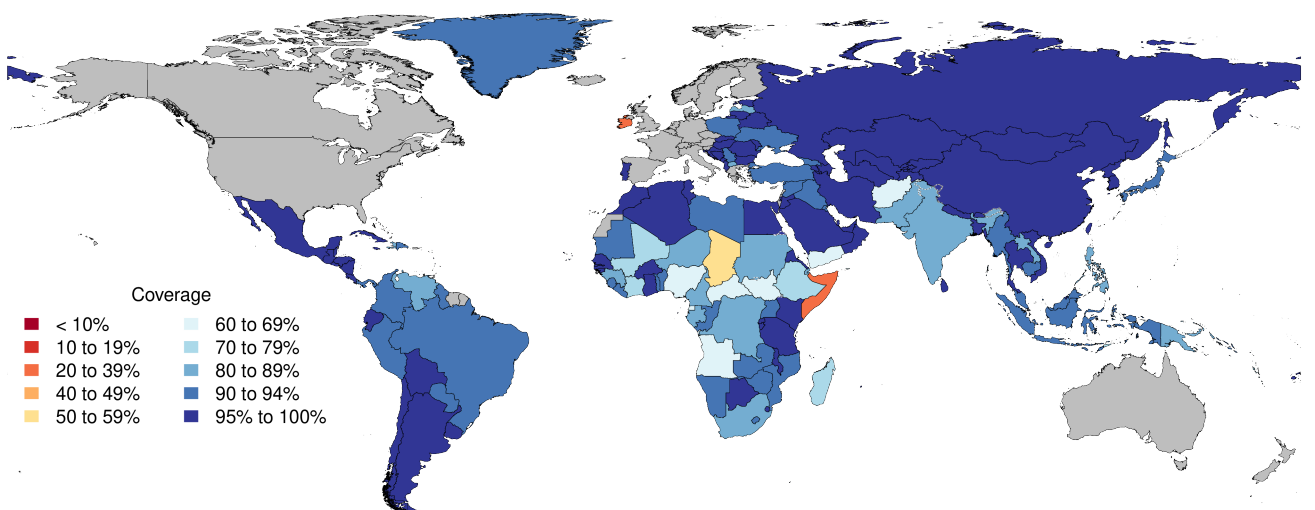 Coverage
< 10%
10 to 19%
20 to 39%
40 to 49%
50 to 59%
60 to 69%
70 to 79%
80 to 89%
90 to 94%
95% to 100%